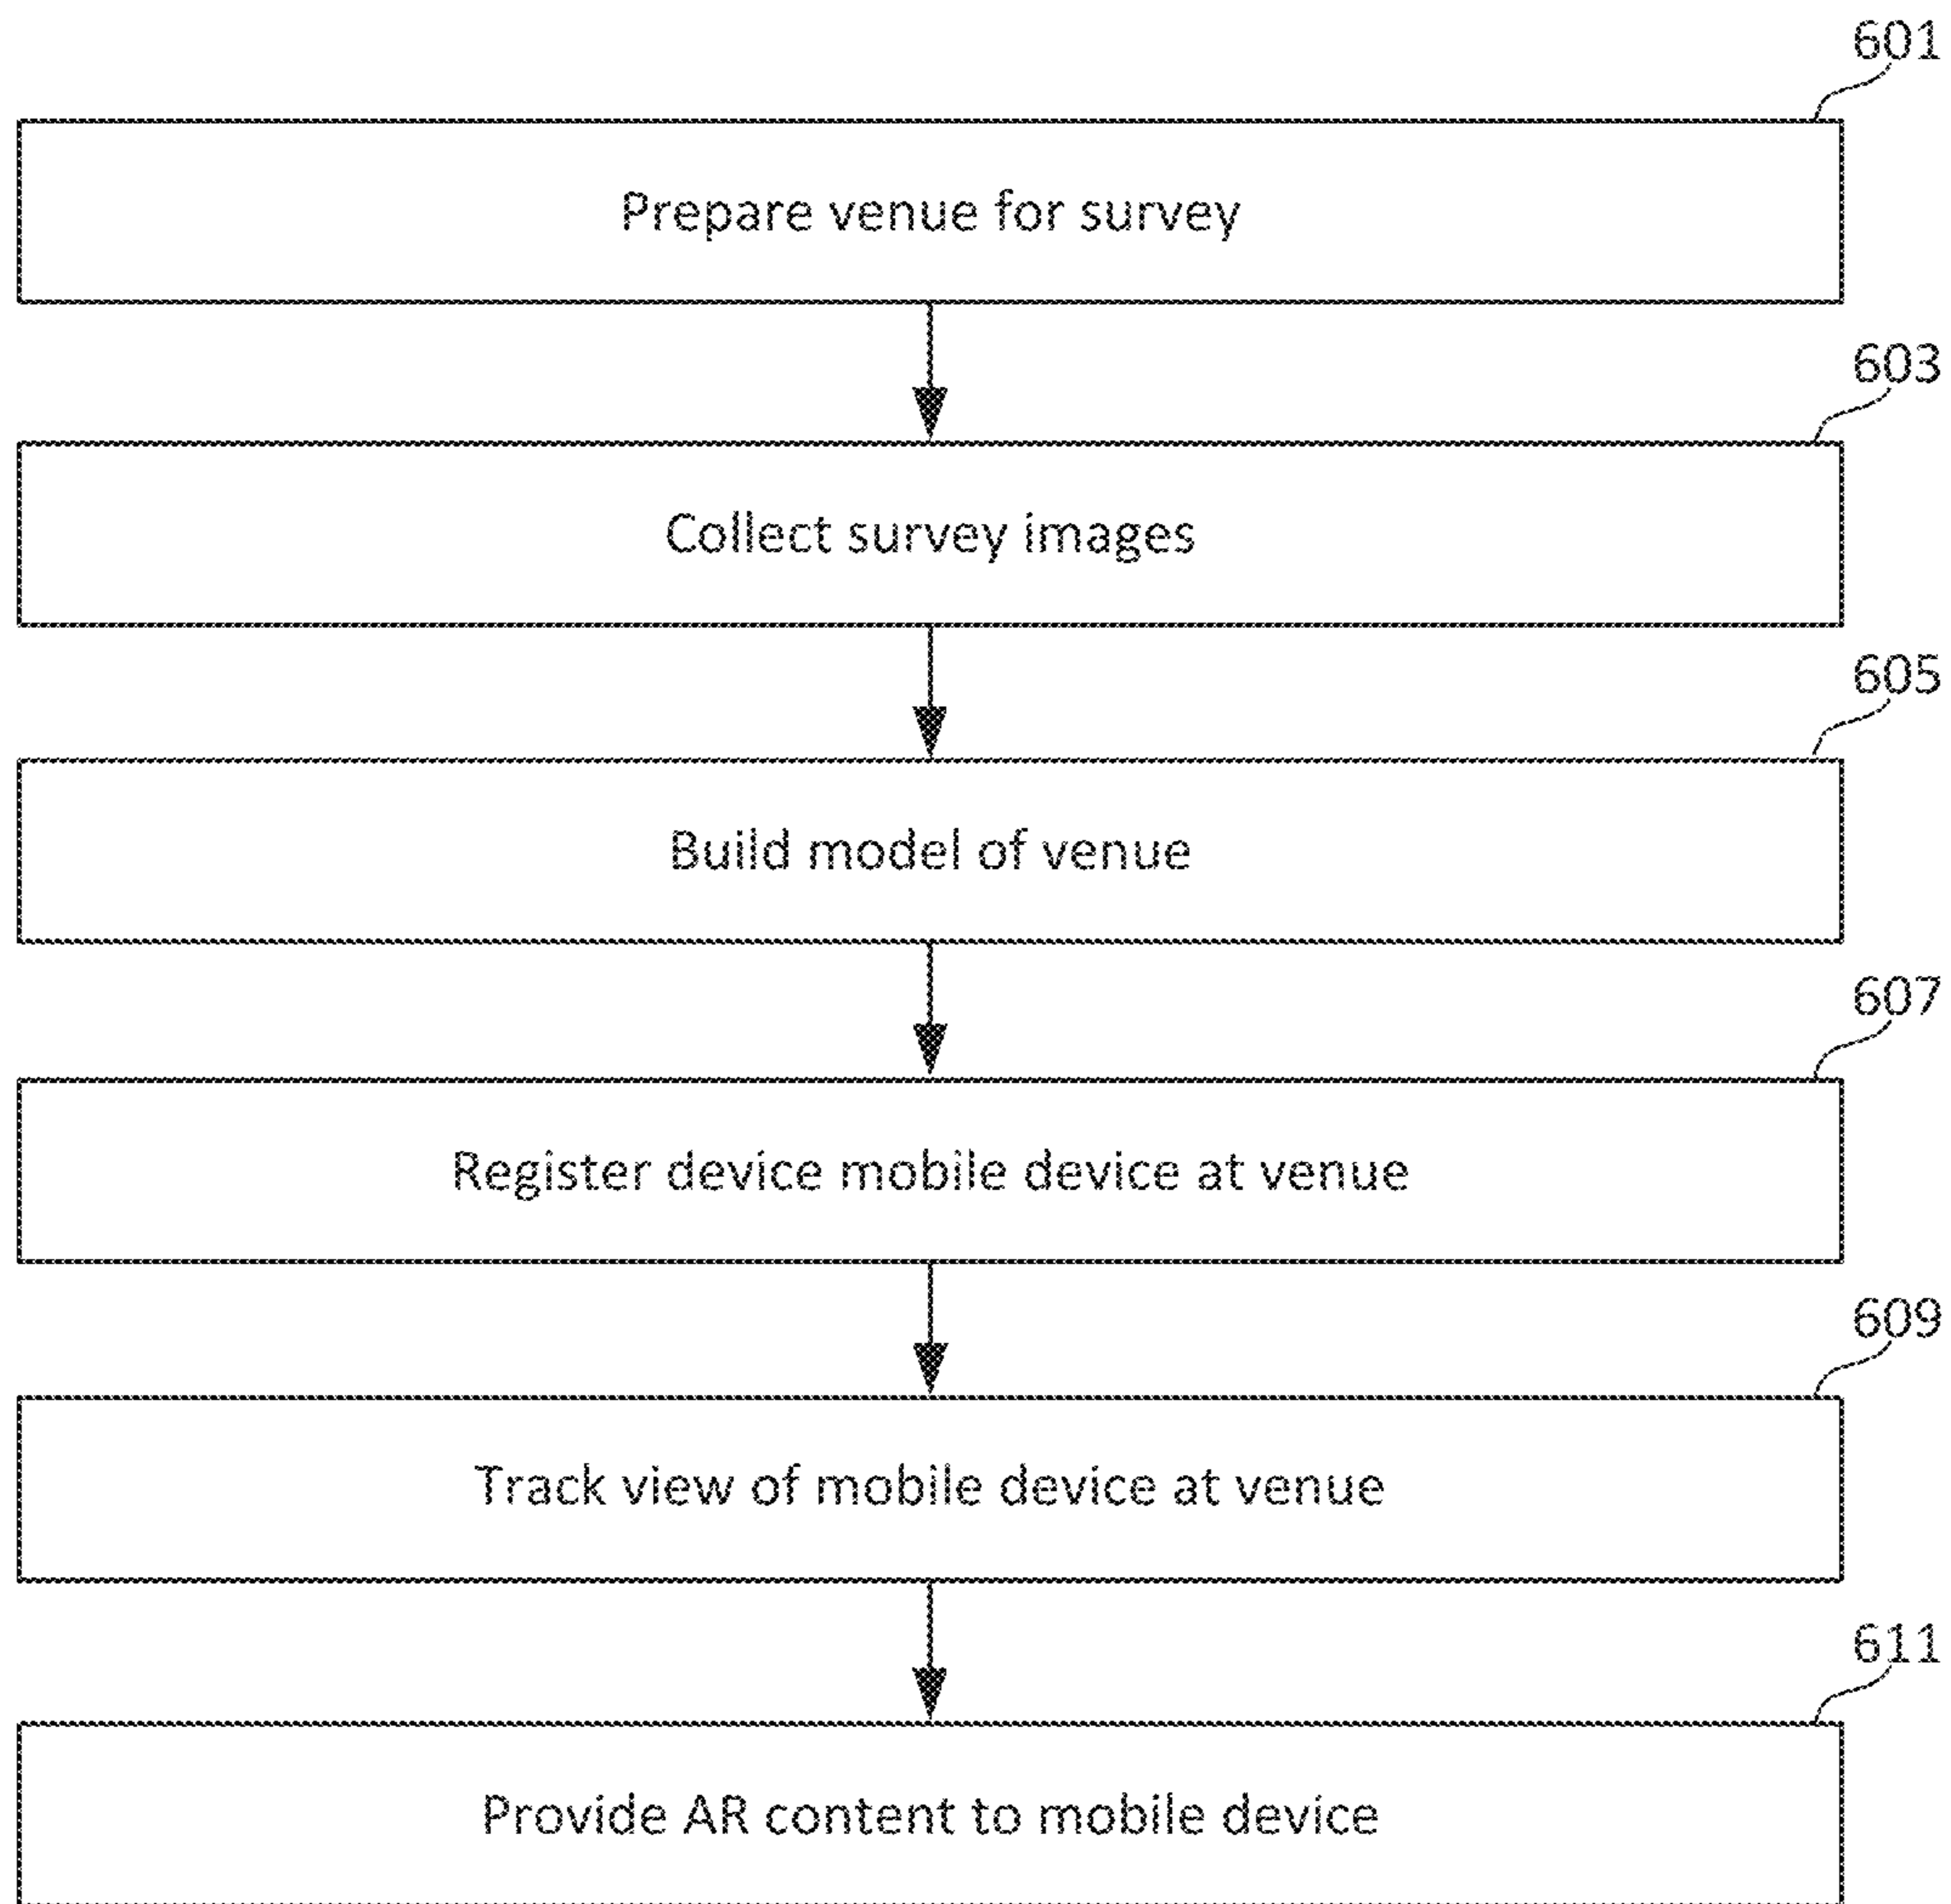 601
Prepare venue for survey
603
Collect survey images
605
Build model of venue
607
Register device mobile device at venue
609
Track view of mobile device at venue
611
Provide AR content to mobile device